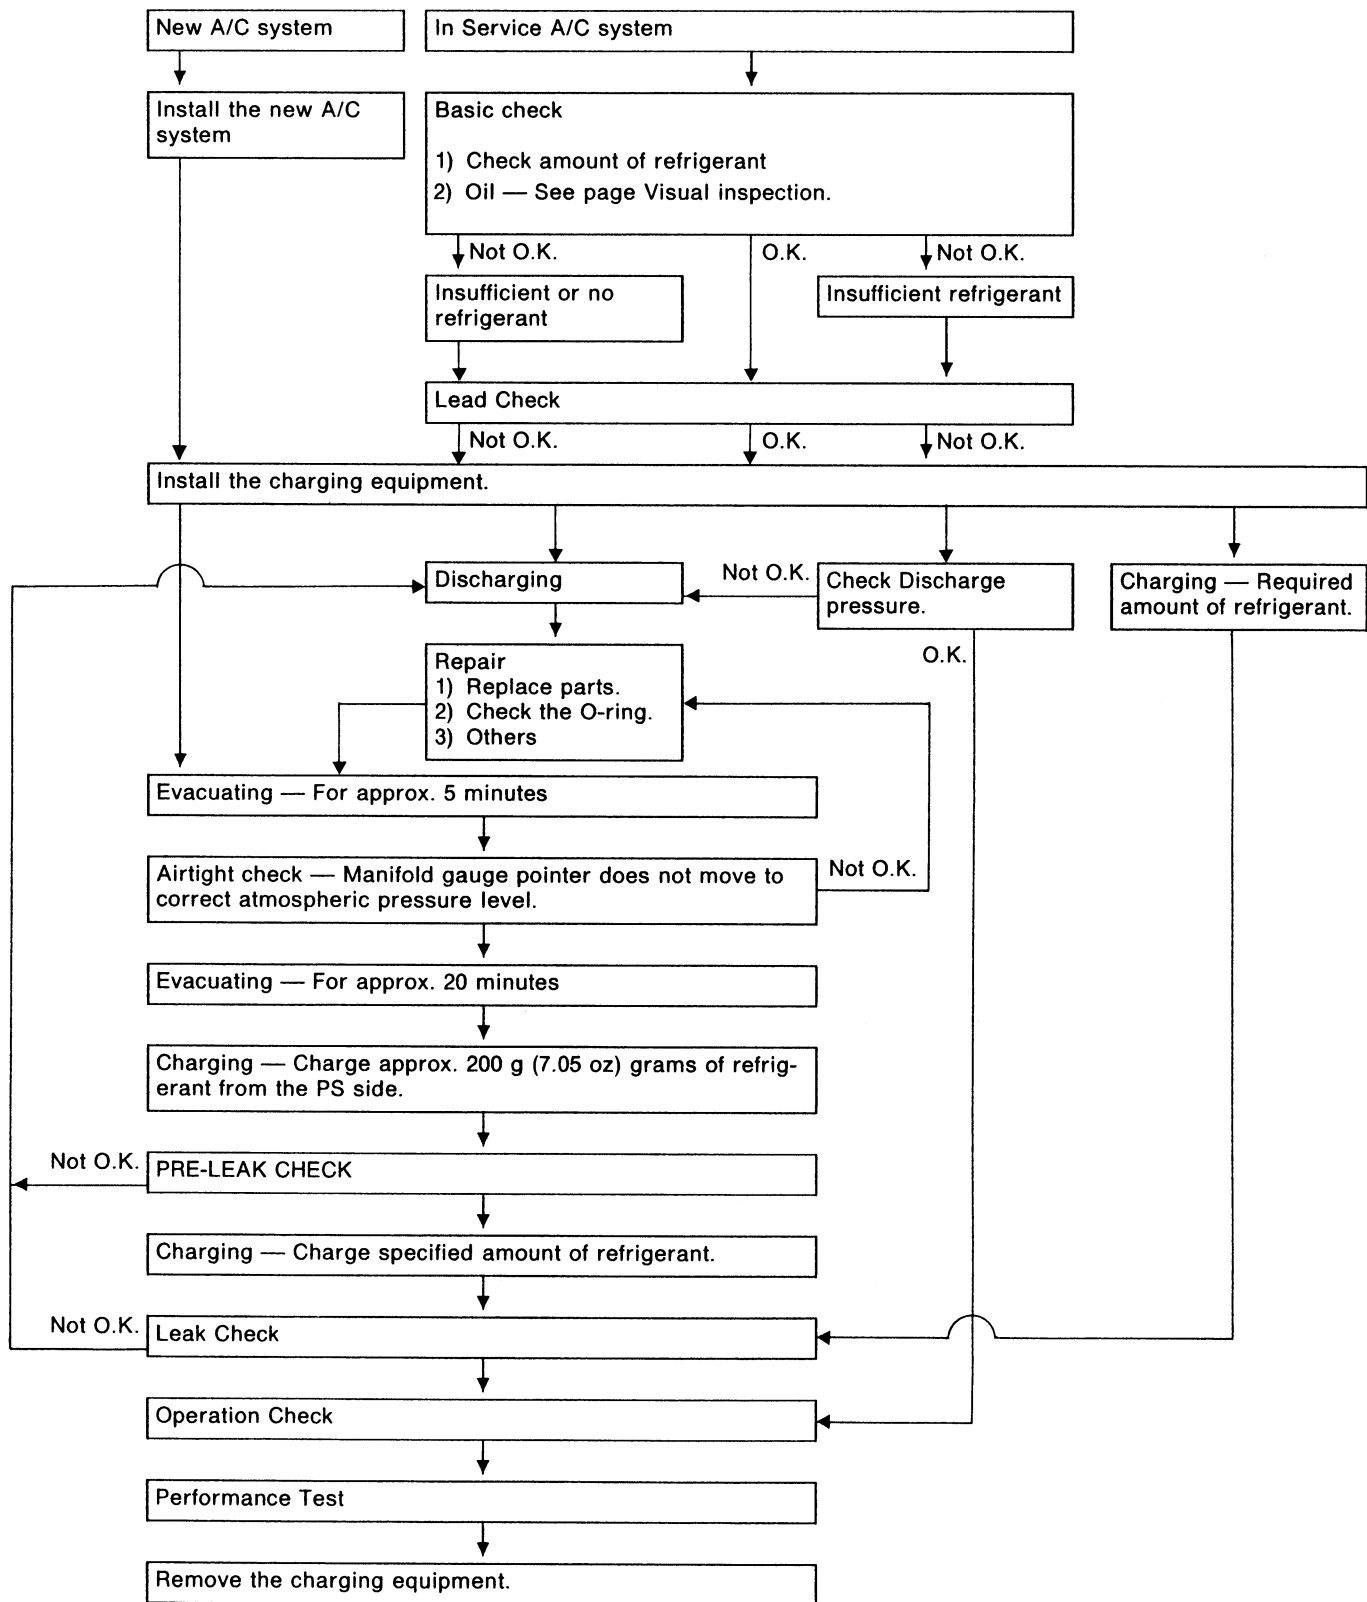 New A/C system
In Service A/C system
Install the new A/C
system
Basic check
1) Check amount of refrigerant
2) Oil — See page Visual inspection.
Not O.K.
O.K.
Not O.K.
Insufficient or no
refrigerant
Insufficient refrigerant
Lead Check
Not O.K.
O.K.
Not O.K.
Install the charging equipment.
Discharging
Not O.K.
Check Discharge
pressure.
Charging — Required
amount of refrigerant.
O.K.
Repair
1) Replace parts.
2) Check the O-ring.
3) Others
Evacuating — For approx. 5 minutes
Airtight check — Manifold gauge pointer does not move to
correct atmospheric pressure level.
Not O.K.
Evacuating — For approx. 20 minutes
Charging — Charge approx. 200 g (7.05 oz) grams of refrig-
erant from the PS side.
Not O.K.
PRE-LEAK CHECK
Charging — Charge specified amount of refrigerant.
Not O.K.
Leak Check
Operation Check
Performance Test
Remove the charging equipment.